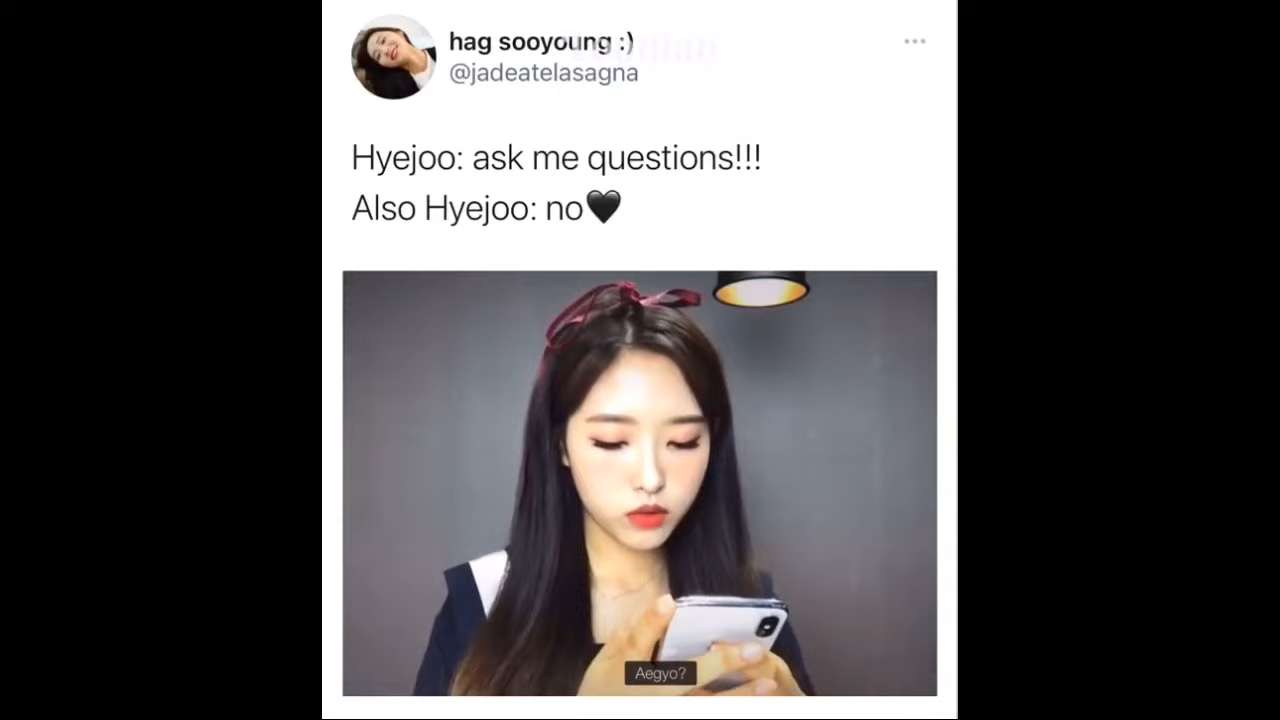 hag sooyoung :)
@jadeatelasagna
Hyejoo: ask me questions!!!
Also Hyejoo: no🖤
Aegyo?